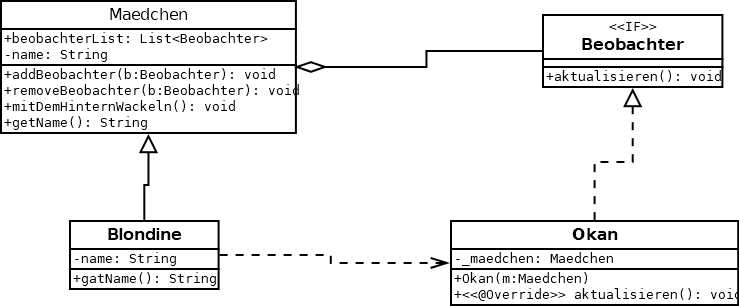 Maedchen
+beobachterList: List<Beobachter>
-name: String
+addBeobachter(b:Beobachter): void
+removeBeobachter(b:Beobachter): void
+mitDemHinternWackeln(): void
+getName(): String
<<IF>>
Beobachter
+aktualisieren(): void
Blondine
-name: String
+gatName(): String
Okan
-_maedchen: Maedchen
+Okan(m:Maedchen)
+<<@Override>> aktualisieren(): void